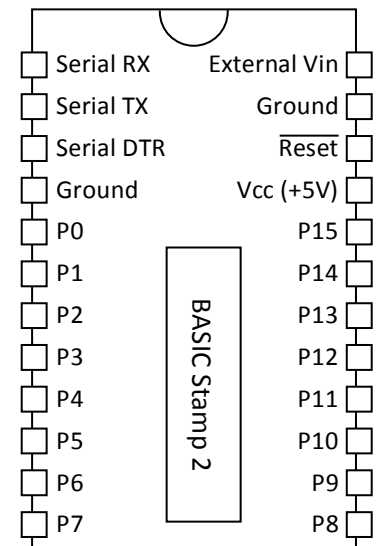 Serial RX External Vin
Serial TX Ground
Serial DTR Reset
Ground Vcc (+5V)
P0 P15
P1 P14
P2 P13
P3 P12
P4 P11
P5 P10
P6 P9
P7 P8
BASIC Stamp 2